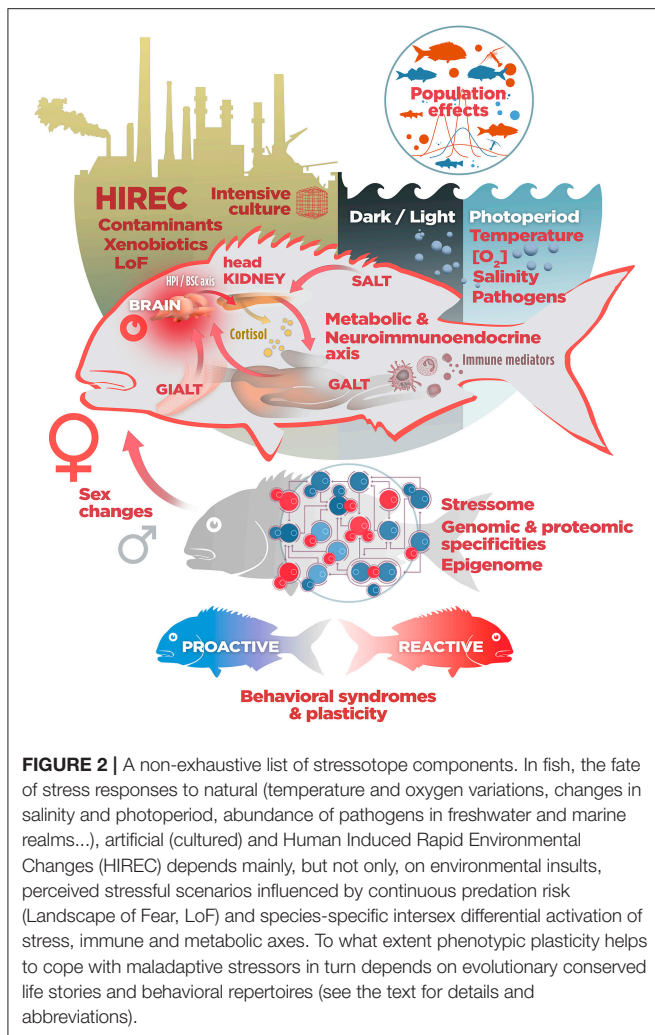 Population
effects
HIREC
Intensive
culture
Contaminants
Xenobiotics
LoF
Dark / Light
Photoperiod
Temperature
[O₂]
Salinity
Pathogens
HPI / BSC axis
head
KIDNEY
SALT
BRAIN
Cortisol
Metabolic &
Neuroimmunoendocrine
axis
Immune mediators
GIALT
GALT
Sex
changes
Stressome
Genomic & proteomic
specificities
Epigenome
PROACTIVE
REACTIVE
Behavioral syndromes
& plasticity
FIGURE 2 | A non-exhaustive list of stressotope components. In fish, the fate
of stress responses to natural (temperature and oxygen variations, changes in
salinity and photoperiod, abundance of pathogens in freshwater and marine
realms...), artificial (cultured) and Human Induced Rapid Environmental
Changes (HIREC) depends mainly, but not only, on environmental insults,
perceived stressful scenarios influenced by continuous predation risk
(Landscape of Fear, LoF) and species-specific intersex differential activation of
stress, immune and metabolic axes. To what extent phenotypic plasticity helps
to cope with maladaptive stressors in turn depends on evolutionary conserved
life stories and behavioral repertoires (see the text for details and
abbreviations).